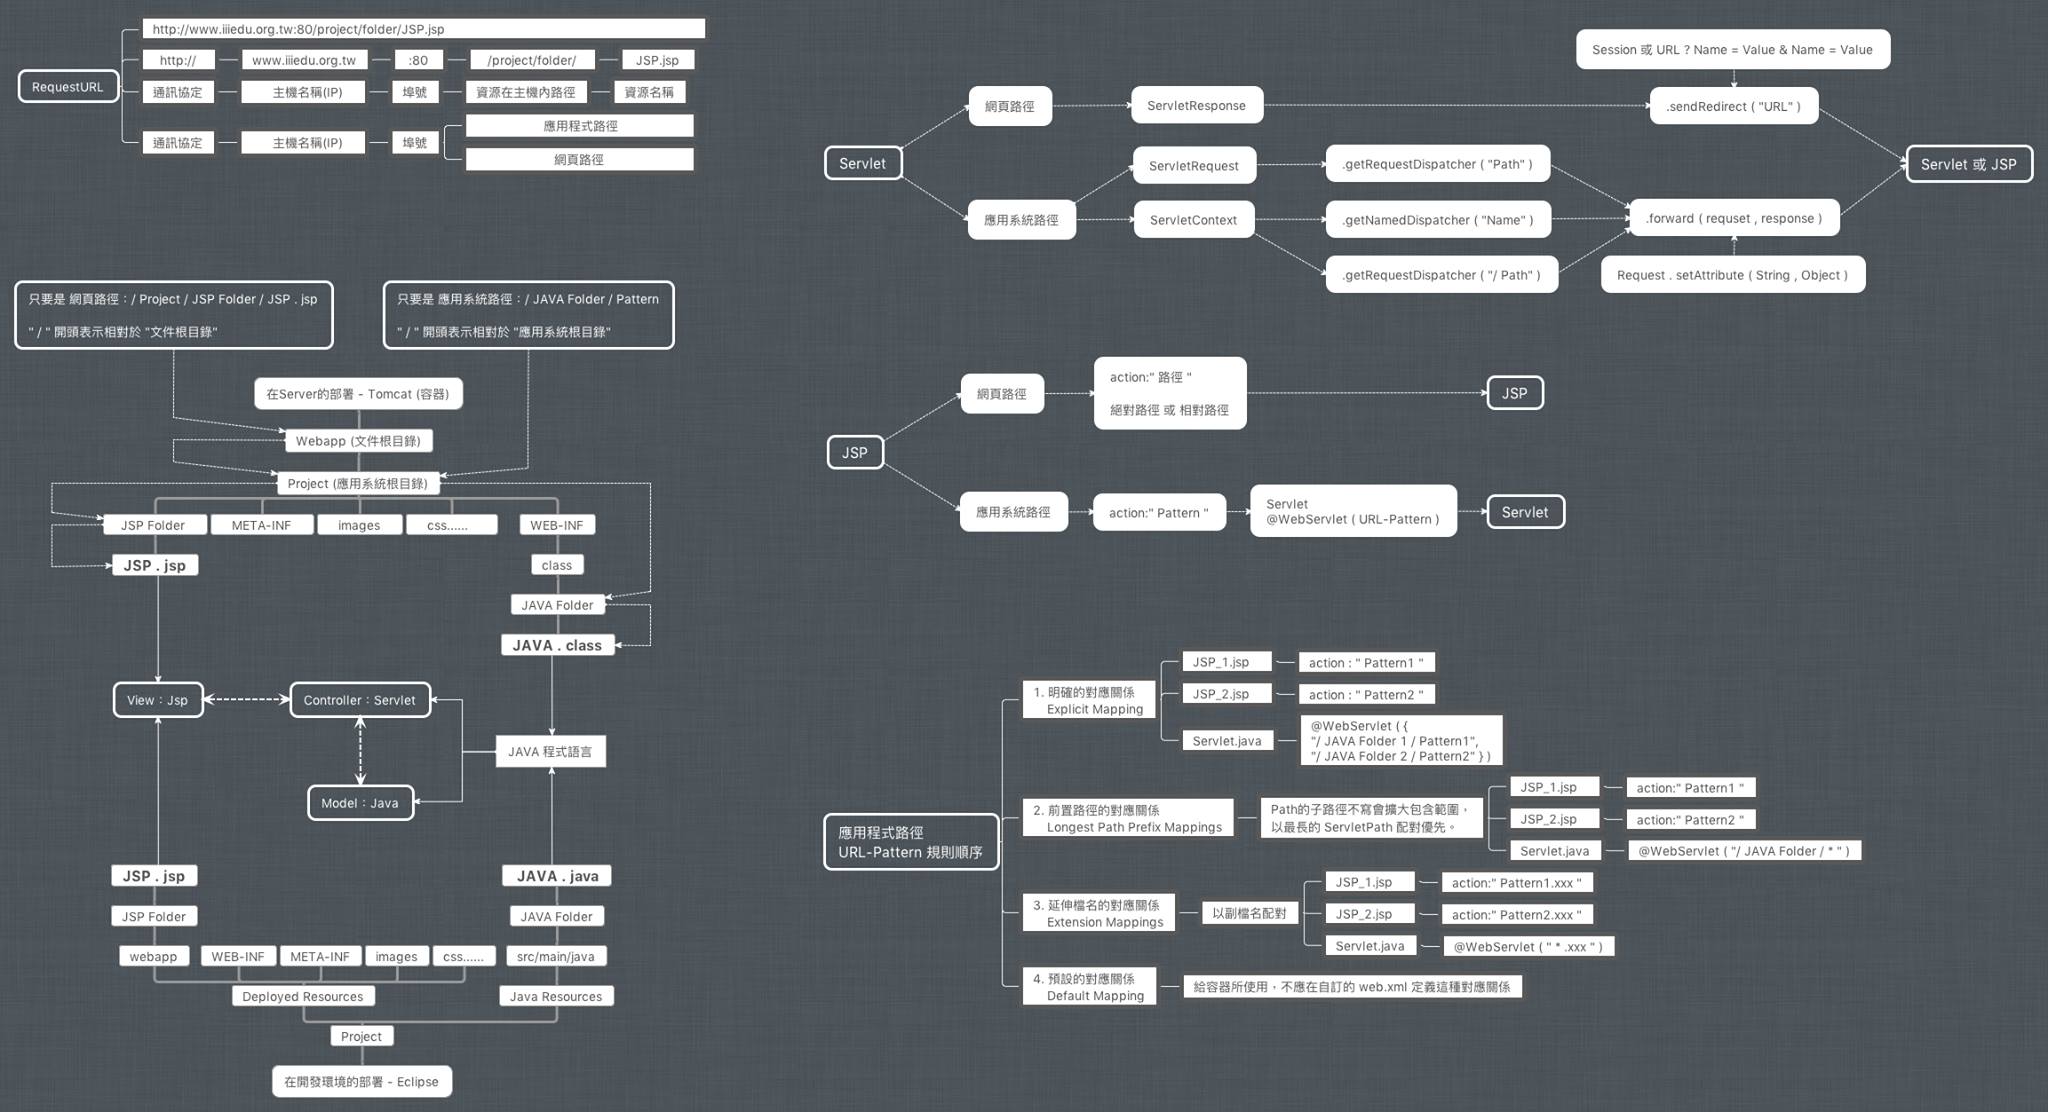 http://www.iiiedu.org.tw:80/project/folder/JSP.jsp
http://
www.iiiedu.org.tw
:80
/project/folder/
JSP.jsp
RequestURL
通訊協定
主機名稱(IP)
埠號
資源在主機內路徑
資源名稱
通訊協定
主機名稱(IP)
埠號
應用程式路徑
網頁路徑
Session 或 URL ? Name = Value & Name = Value
網頁路徑
ServletResponse
.sendRedirect ( "URL" )
Servlet
ServletRequest
.getRequestDispatcher ( "Path" )
Servlet 或 JSP
應用系統路徑
ServletContext
.getNamedDispatcher ( "Name" )
.forward ( requset , response )
.getRequestDispatcher ( "/ Path" )
Request . setAttribute ( String , Object )
只要是 網頁路徑：/ Project / JSP Folder / JSP . jsp
" / " 開頭表示相對於 "文件根目錄"
只要是 應用系統路徑：/ JAVA Folder / Pattern
" / " 開頭表示相對於 "應用系統根目錄"
在Server的部署 - Tomcat (容器)
Webapp (文件根目錄)
Project (應用系統根目錄)
JSP Folder
META-INF
images
css......
WEB-INF
JSP . jsp
class
JAVA Folder
JAVA . class
View：Jsp
Controller：Servlet
JAVA 程式語言
Model：Java
JSP . jsp
JAVA . java
JSP Folder
JAVA Folder
webapp
WEB-INF
META-INF
images
css......
src/main/java
Deployed Resources
Java Resources
Project
在開發環境的部署 - Eclipse
網頁路徑
action:" 路徑 "
絕對路徑 或 相對路徑
JSP
JSP
應用系統路徑
action:" Pattern "
Servlet
@WebServlet ( URL-Pattern )
Servlet
應用程式路徑
URL-Pattern 規則順序
1. 明確的對應關係
Explicit Mapping
JSP_1.jsp
action : " Pattern1 "
JSP_2.jsp
action : " Pattern2 "
Servlet.java
@WebServlet ( {
"/ JAVA Folder 1 / Pattern1",
"/ JAVA Folder 2 / Pattern2" } )
2. 前置路徑的對應關係
Longest Path Prefix Mappings
Path的子路徑不寫會擴大包含範圍，
以最長的 ServletPath 配對優先。
JSP_1.jsp
action:" Pattern1 "
JSP_2.jsp
action:" Pattern2 "
Servlet.java
@WebServlet ( "/ JAVA Folder / * " )
3. 延伸檔名的對應關係
Extension Mappings
以副檔名配對
JSP_1.jsp
action:" Pattern1.xxx "
JSP_2.jsp
action:" Pattern2.xxx "
Servlet.java
@WebServlet ( " * .xxx " )
4. 預設的對應關係
Default Mapping
給容器所使用，不應在自訂的 web.xml 定義這種對應關係